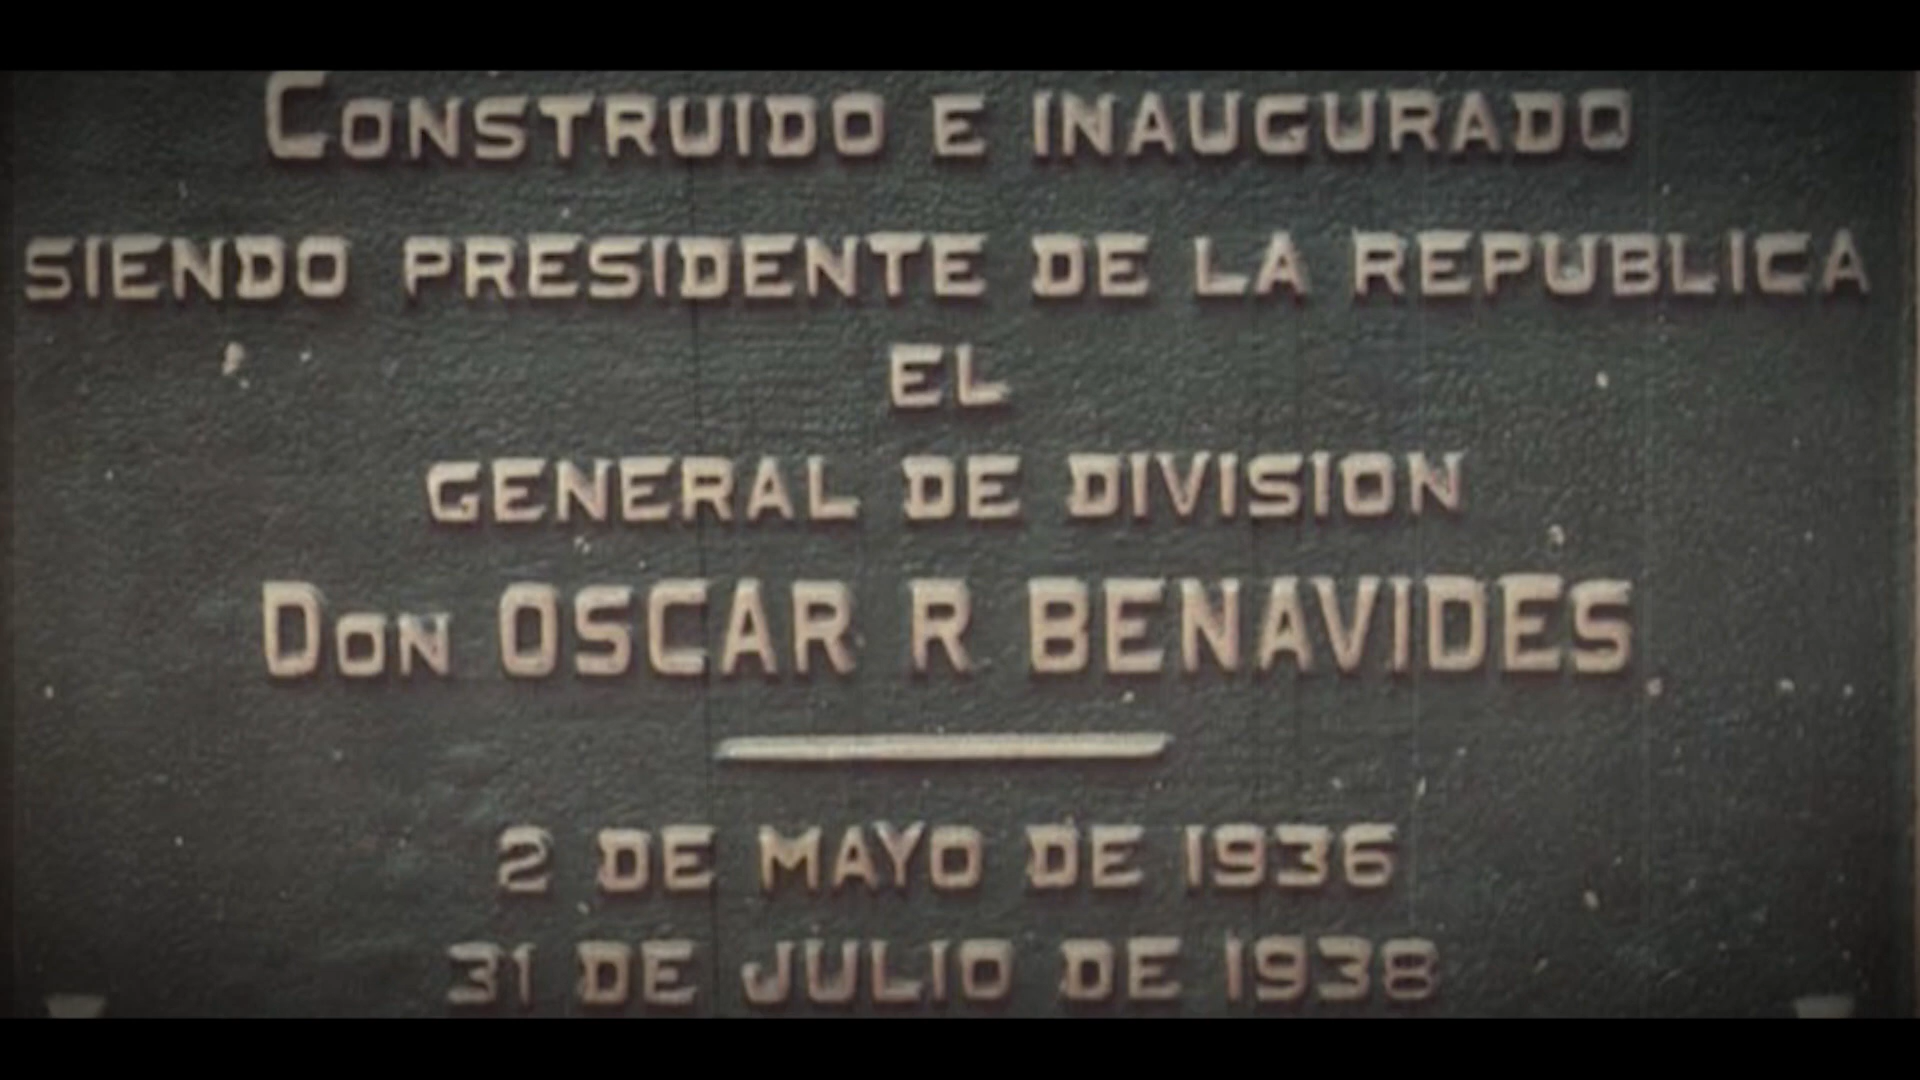 CONSTRUIDO E INAUGURADO
SIENDO PRESIDENTE DE LA REPUBLICA
EL
GENERAL DE DIVISION
DON OSCAR R BENAVIDES
2 DE MAYO DE 1936
31 DE JULIO DE 1938